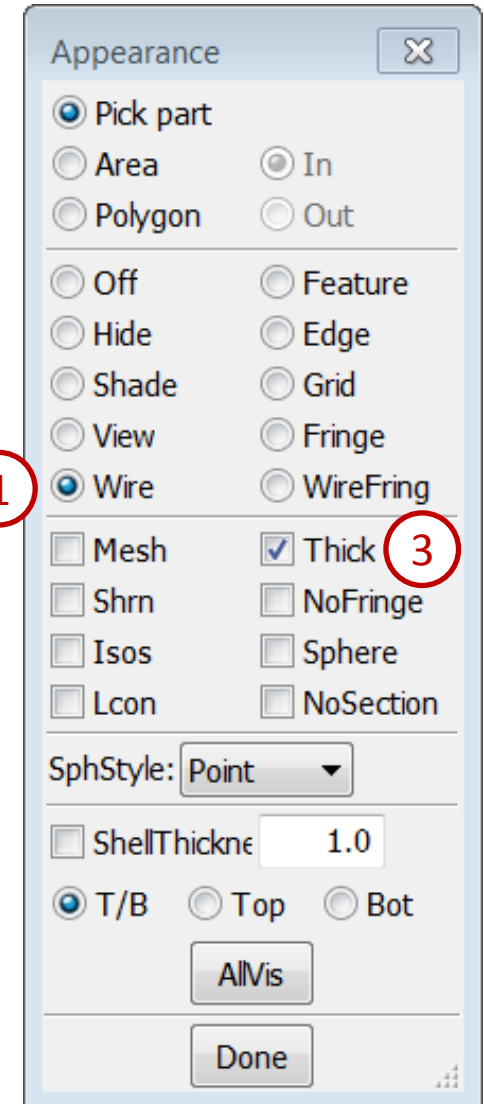 Appearance
Pick part
Area In
Polygon Out
Off Feature
Hide Edge
Shade Grid
View Fringe
1 Wire WireFring
Mesh Thick 3
Shrn NoFringe
Isos Sphere
Lcon NoSection
SphStyle: Point
ShellThickne 1.0
T/B Top Bot
AllVis
Done